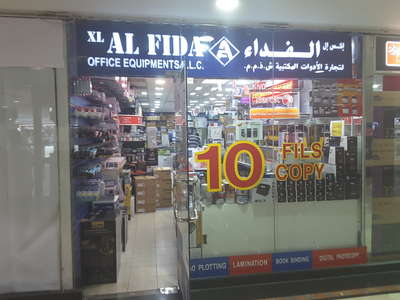 XL AL FIDA
OFFICE EQUIPMENTS L.L.C.
إكس إل الفداء
لتجارة الأدوات المكتبية ش.ذ.م.م.
10 FILS
COPY
PLOTTING LAMINATION BOOK BINDING DIGITAL PHOTOCOPY